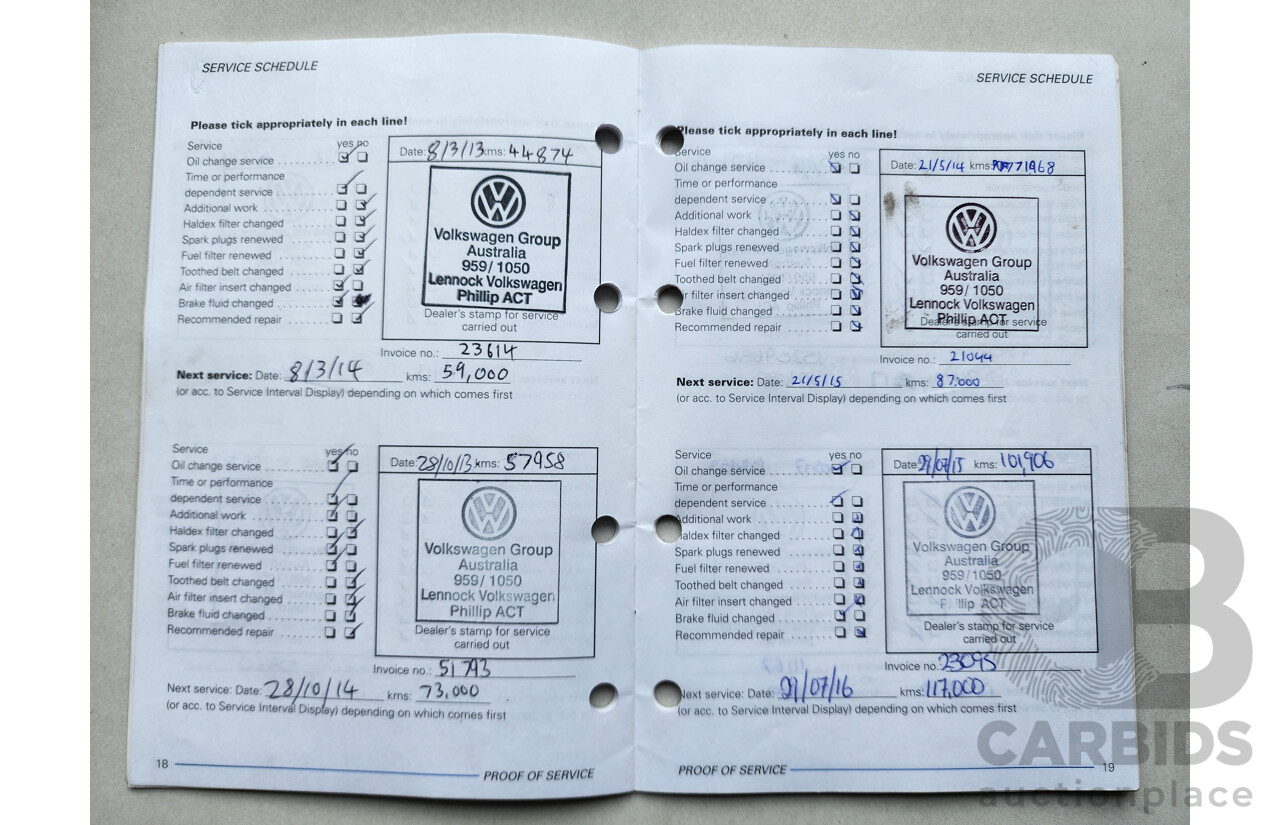 SERVICE SCHEDULE
Please tick appropriately in each line!
Service yes no
Oil change service
Time or performance
dependent service
Additional work
Haldex filter changed
Spark plugs renewed
Fuel filter renewed
Toothed belt changed
Air filter insert changed
Brake fluid changed
Recommended repair
Date: 8/3/13 kms: 44874
Volkswagen Group
Australia
959/1050
Lennock Volkswagen
Phillip ACT
Dealer's stamp for service
carried out
Invoice no.: 23614
Next service: Date: 8/3/14 kms: 59,000
(or acc. to Service Interval Display) depending on which comes first
Service yes no
Oil change service
Time or performance
dependent service
Additional work
Haldex filter changed
Spark plugs renewed
Fuel filter renewed
Toothed belt changed
Air filter insert changed
Brake fluid changed
Recommended repair
Date: 28/10/13 kms: 57958
Volkswagen Group
Australia
959/1050
Lennock Volkswagen
Phillip ACT
Dealer's stamp for service
carried out
Invoice no.: 51793
Next service: Date: 28/10/14 kms: 73,000
(or acc. to Service Interval Display) depending on which comes first
18 PROOF OF SERVICE
SERVICE SCHEDULE
Please tick appropriately in each line!
Service yes no
Oil change service
Time or performance
dependent service
Additional work
Haldex filter changed
Spark plugs renewed
Fuel filter renewed
Toothed belt changed
Air filter insert changed
Brake fluid changed
Recommended repair
Date: 21/5/14 kms: 71968
Volkswagen Group
Australia
959/1050
Lennock Volkswagen
Phillip ACT
Dealer's stamp for service
carried out
Invoice no.: 21044
Next service: Date: 21/5/15 kms: 87.000
(or acc. to Service Interval Display) depending on which comes first
Service yes no
Oil change service
Time or performance
dependent service
Additional work
Haldex filter changed
Spark plugs renewed
Fuel filter renewed
Toothed belt changed
Air filter insert changed
Brake fluid changed
Recommended repair
Date: kms: 101,906
Volkswagen Group
Australia
959/1050
Lennock Volkswagen
Phillip ACT
Dealer's stamp for service
carried out
Invoice no.: 23095
Next service: Date: kms: 117,000
(or acc. to Service Interval Display) depending on which comes first
PROOF OF SERVICE 19
CARBIDS
auctionplace